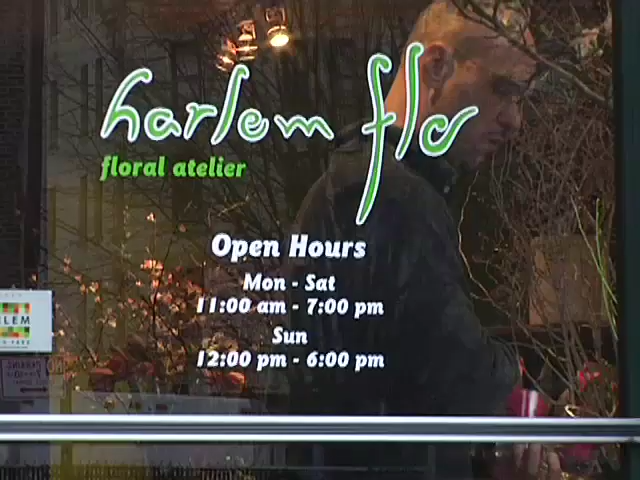 harlem flo
floral atelier
Open Hours
Mon - Sat
11:00 am - 7:00 pm
Sun
12:00 pm - 6:00 pm
LEM